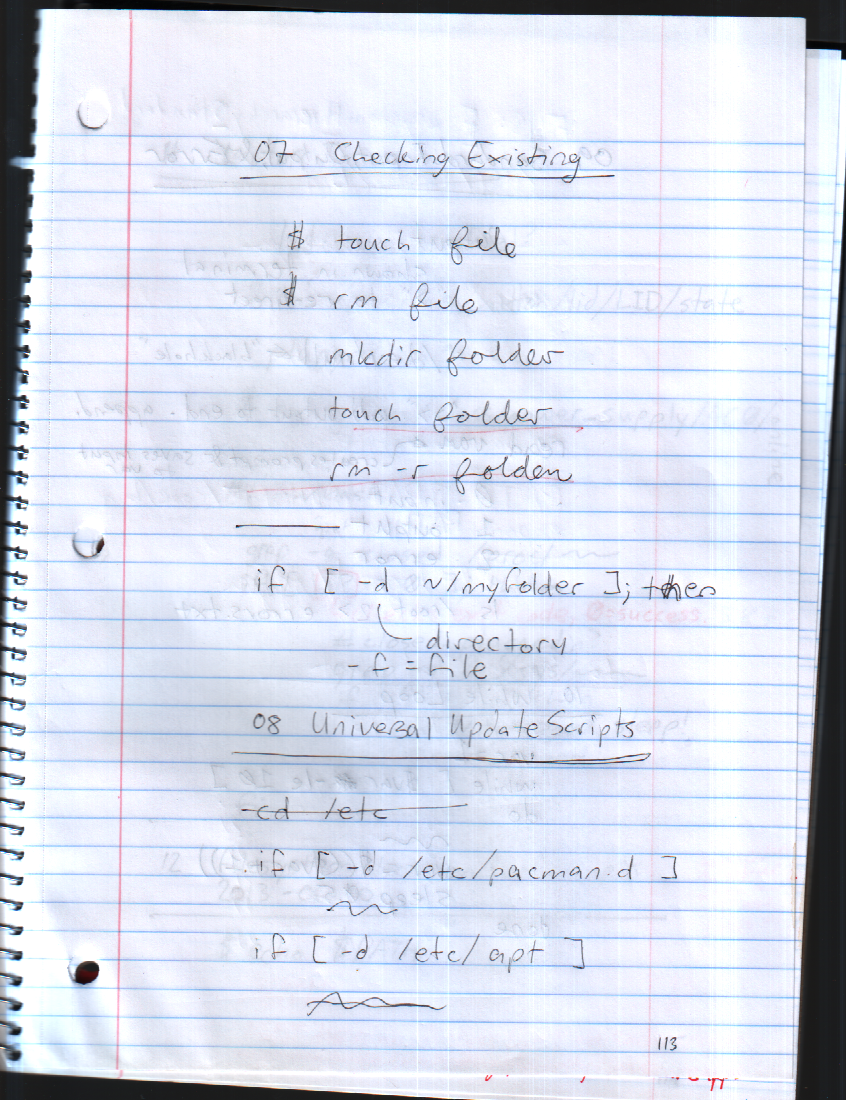 07 Checking Existing
$ touch file
$ rm file
mkdir folder
touch folder
rm -r folder
if [ -d ~/myfolder ]; then
directory
- f = file
08 Universal Update Scripts
cd /etc
if [ -d /etc/pacman.d ]
if [ -d /etc/apt ]
113